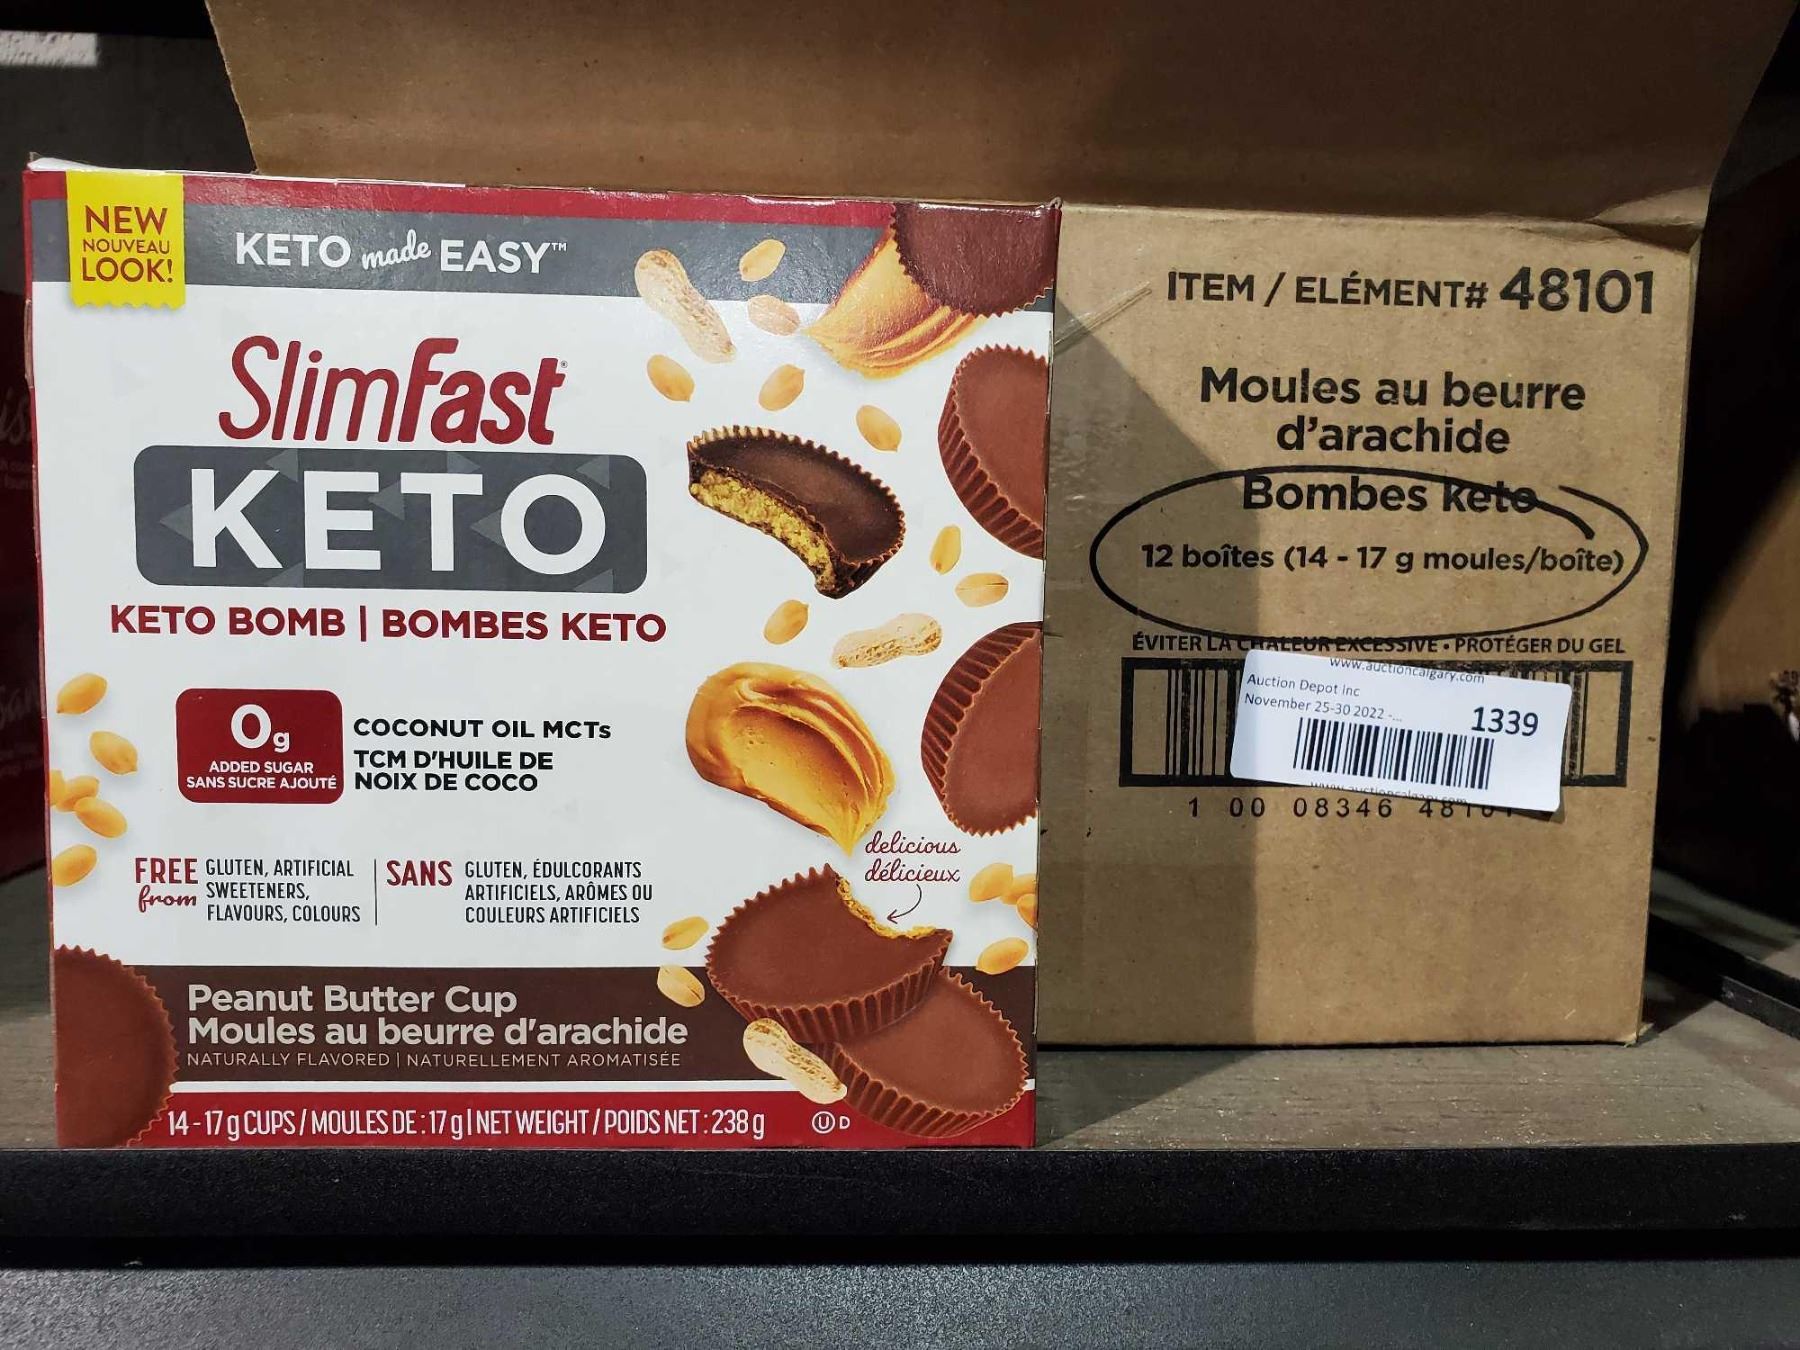 NEW
NOUVEAU
LOOK!
KETO made EASY™
SlimFast®
KETO
KETO BOMB | BOMBES KETO
0g
ADDED SUGAR
SANS SUCRE AJOUTÉ
COCONUT OIL MCTs
TCM D'HUILE DE
NOIX DE COCO
FREE from
GLUTEN, ARTIFICIAL
SWEETENERS,
FLAVOURS, COLOURS
SANS
GLUTEN, ÉDULCORANTS
ARTIFICIELS, ARÔMES OU
COULEURS ARTIFICIELS
delicious
délicieux
Peanut Butter Cup
Moules au beurre d'arachide
NATURALLY FLAVORED | NATURELLEMENT AROMATISÉE
14-17 g CUPS / MOULES DE : 17 g | NET WEIGHT / POIDS NET : 238 g
U D
ITEM / ELÉMENT# 48101
Moules au beurre
d'arachide
Bombes keto
12 boîtes (14 - 17 g moules/boîte)
ÉVITER LA CHALEUR EXCESSIVE • PROTÉGER DU GEL
www.auctioncalgary.com
Auction Depot Inc
November 25-30 2022 -...
1339
www.auctioncalgary.com
1 00 08346 48101